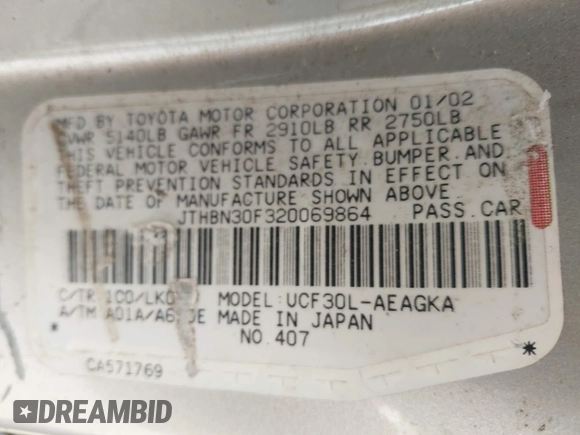 MFD BY TOYOTA MOTOR CORPORATION 01/02
GVWR 5140LB GAWR FR 2910LB RR 2750LB
THIS VEHICLE CONFORMS TO ALL APPLICABLE
FEDERAL MOTOR VEHICLE SAFETY.BUMPER.AND
THEFT PREVENTION STANDARDS IN EFFECT ON
THE DATE OF MANUFACTURE SHOWN ABOVE.
JTHBN30F320069864 PASS.CAR
C/TR 1C0/LK0 MODEL: UCF30L-AEAGKA
A/TM A01A/A6 MADE IN JAPAN
NO.407
CA571769 *
DREAMBID